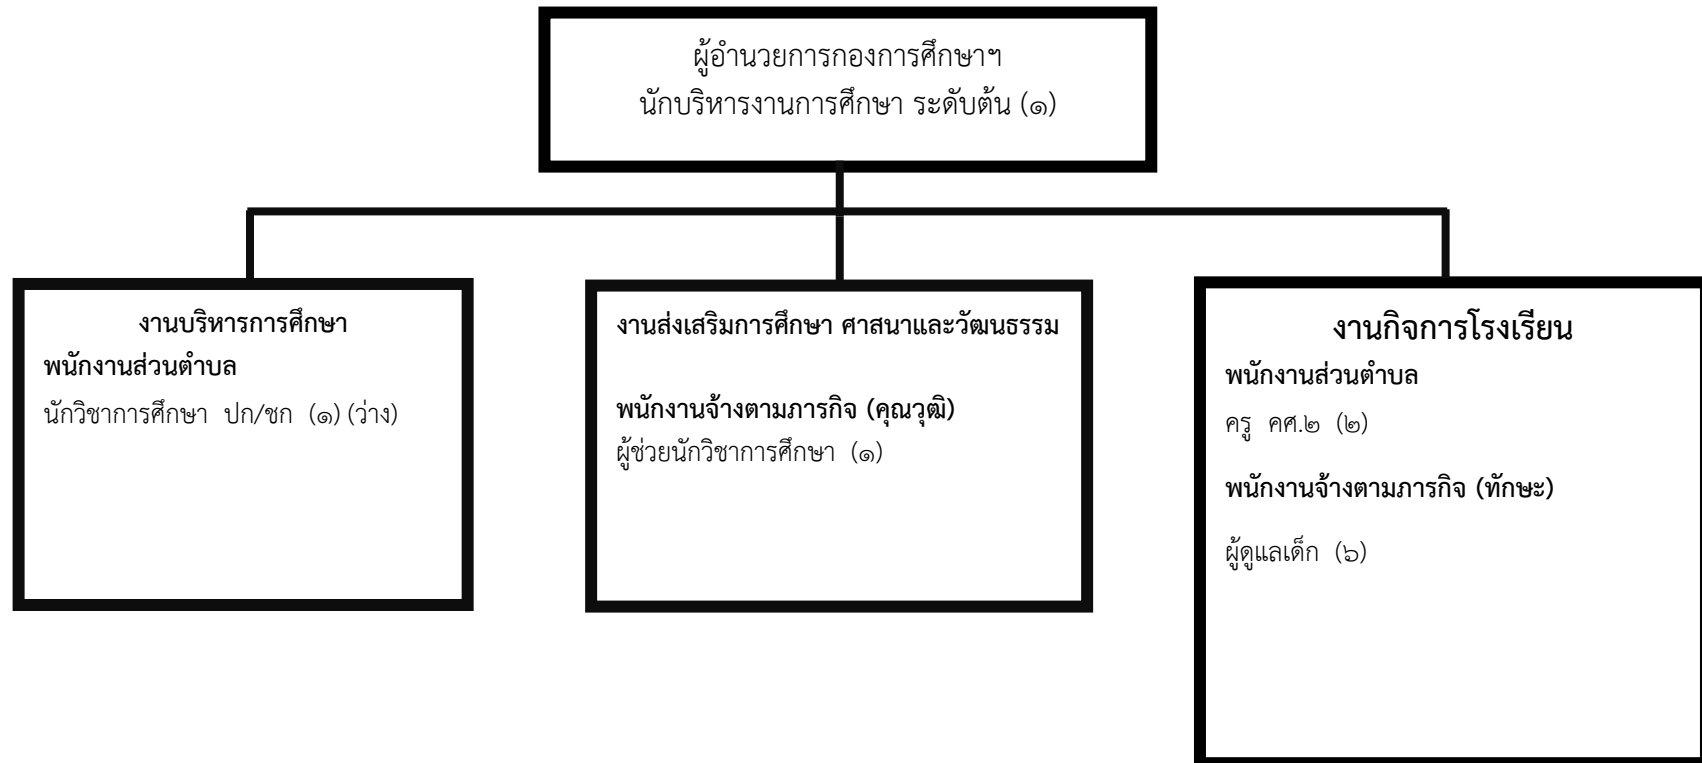 ผู้อำนวยการกองการศึกษาฯ
นักบริหารงานการศึกษา ระดับต้น (๑)
งานบริหารการศึกษา
พนักงานส่วนตำบล
นักวิชาการศึกษา ปก/ชก (๑) (ว่าง)
งานส่งเสริมการศึกษา ศาสนาและวัฒนธรรม
พนักงานจ้างตามภารกิจ (คุณวุฒิ)
ผู้ช่วยนักวิชาการศึกษา (๑)
งานกิจการโรงเรียน
พนักงานส่วนตำบล
ครู คศ.๒ (๒)
พนักงานจ้างตามภารกิจ (ทักษะ)
ผู้ดูแลเด็ก (๖)